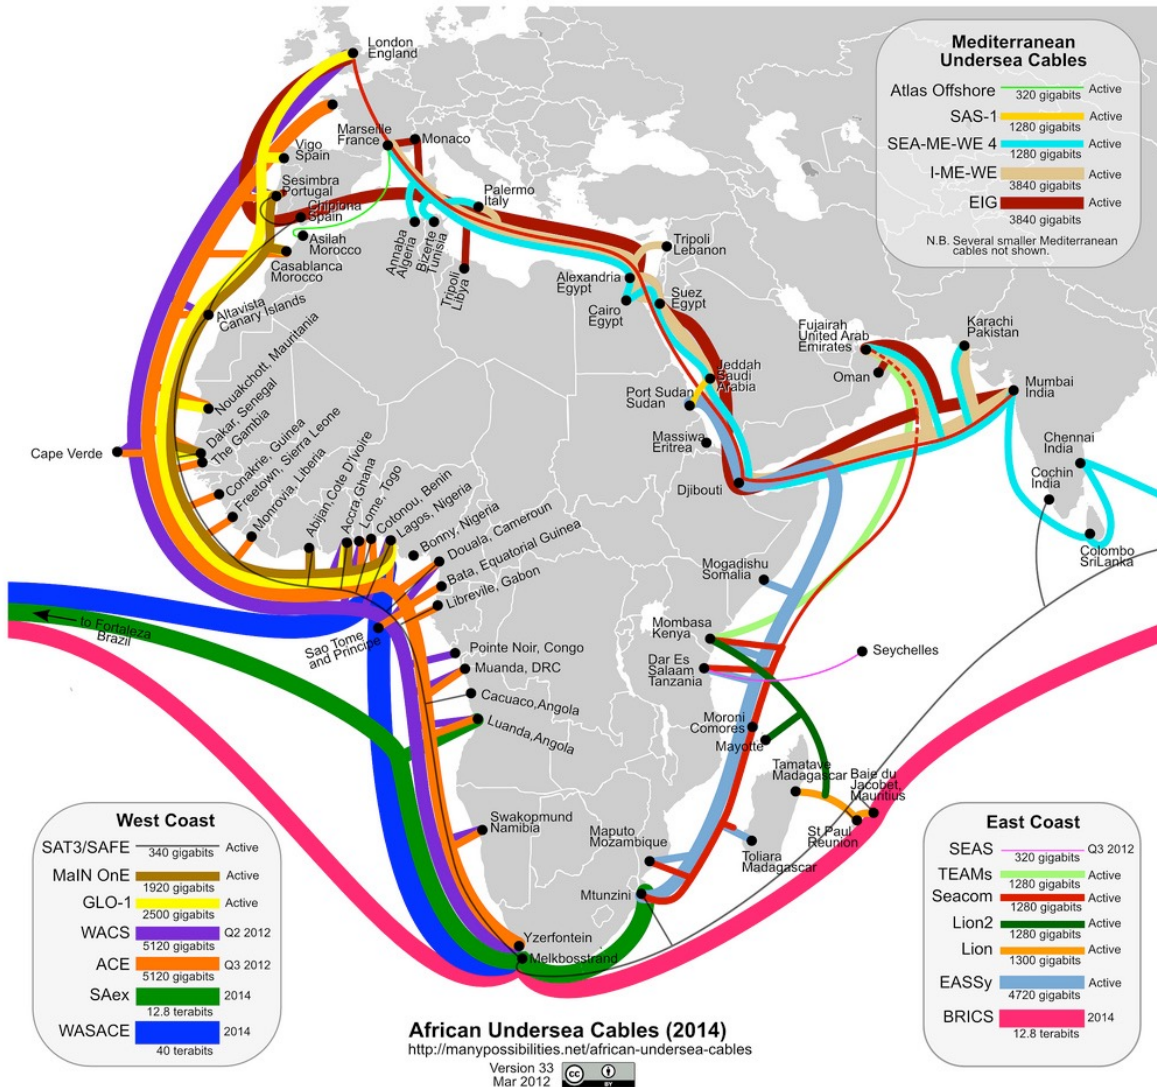 London
England
Vigo
Spain
Sesimbra
Portugal
Chipiona
Spain
Asilah
Morocco
Casablanca
Morocco
Marseille
France
Monaco
Palermo
Italy
Annaba
Algeria
Bizerte
Tunisia
Tripoli
Libya
Tripoli
Lebanon
Alexandria
Egypt
Cairo
Egypt
Suez
Egypt
Altavista
Canary Islands
Nouakchott, Mauritania
Dakar, Senegal
The Gambia
Cape Verde
Conakrie, Guinea
Freetown, Sierra Leone
Monrovia, Liberia
Abijan,Cote D'Ivoire
Accra,Ghana
Lome, Togo
Cotonou, Benin
Lagos, Nigeria
Bonny, Nigeria
Douala, Cameroun
Bata, Equatorial Guinea
Libreville, Gabon
Sao Tome
and Principe
to Fortaleza
Brazil
Pointe Noir, Congo
Muanda, DRC
Cacuaco,Angola
Luanda,Angola
Swakopmund
Namibia
Yzerfontein
Melkbosstrand
Mtunzini
Maputo
Mozambique
Toliara
Madagascar
Tamatave
Madagascar
Baie du
Jacobet,
Mauritius
St Paul
Reunion
Moroni
Comores
Mayotte
Dar Es
Salaam
Tanzania
Mombasa
Kenya
Seychelles
Mogadishu
Somalia
Djibouti
Massiwa
Eritrea
Port Sudan
Sudan
Jeddah
Saudi
Arabia
Fujairah
United Arab
Emirates
Oman
Karachi
Pakistan
Mumbai
India
Chennai
India
Cochin
India
Colombo
SriLanka
Mediterranean
Undersea Cables
Atlas Offshore 320 gigabits Active
SAS-1 1280 gigabits Active
SEA-ME-WE 4 1280 gigabits Active
I-ME-WE 3840 gigabits Active
EIG 3840 gigabits Active
N.B. Several smaller Mediterranean
cables not shown.
West Coast
SAT3/SAFE 340 gigabits Active
MaIN OnE 1920 gigabits Active
GLO-1 2500 gigabits Active
WACS 5120 gigabits Q2 2012
ACE 5120 gigabits Q3 2012
SAex 12.8 terabits 2014
WASACE 40 terabits 2014
East Coast
SEAS 320 gigabits Q3 2012
TEAMs 1280 gigabits Active
Seacom 1280 gigabits Active
Lion2 1280 gigabits Active
Lion 1300 gigabits Active
EASSy 4720 gigabits Active
BRICS 12.8 terabits 2014
African Undersea Cables (2014)
http://manypossibilities.net/african-undersea-cables
Version 33
Mar 2012
cc
BY